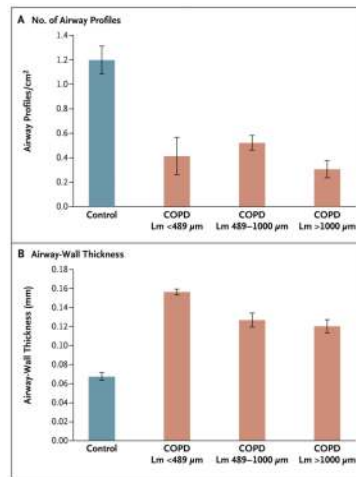 A No. of Airway Profiles
Airway Profiles/cm²
1.4
1.2
1.0
0.8
0.6
0.4
0.2
0.0
Control
COPD
Lm <489 μm
COPD
Lm 489–1000 μm
COPD
Lm >1000 μm
B Airway-Wall Thickness
Airway-Wall Thickness (mm)
0.18
0.16
0.14
0.12
0.10
0.08
0.06
0.04
0.02
0.00
Control
COPD
Lm <489 μm
COPD
Lm 489–1000 μm
COPD
Lm >1000 μm